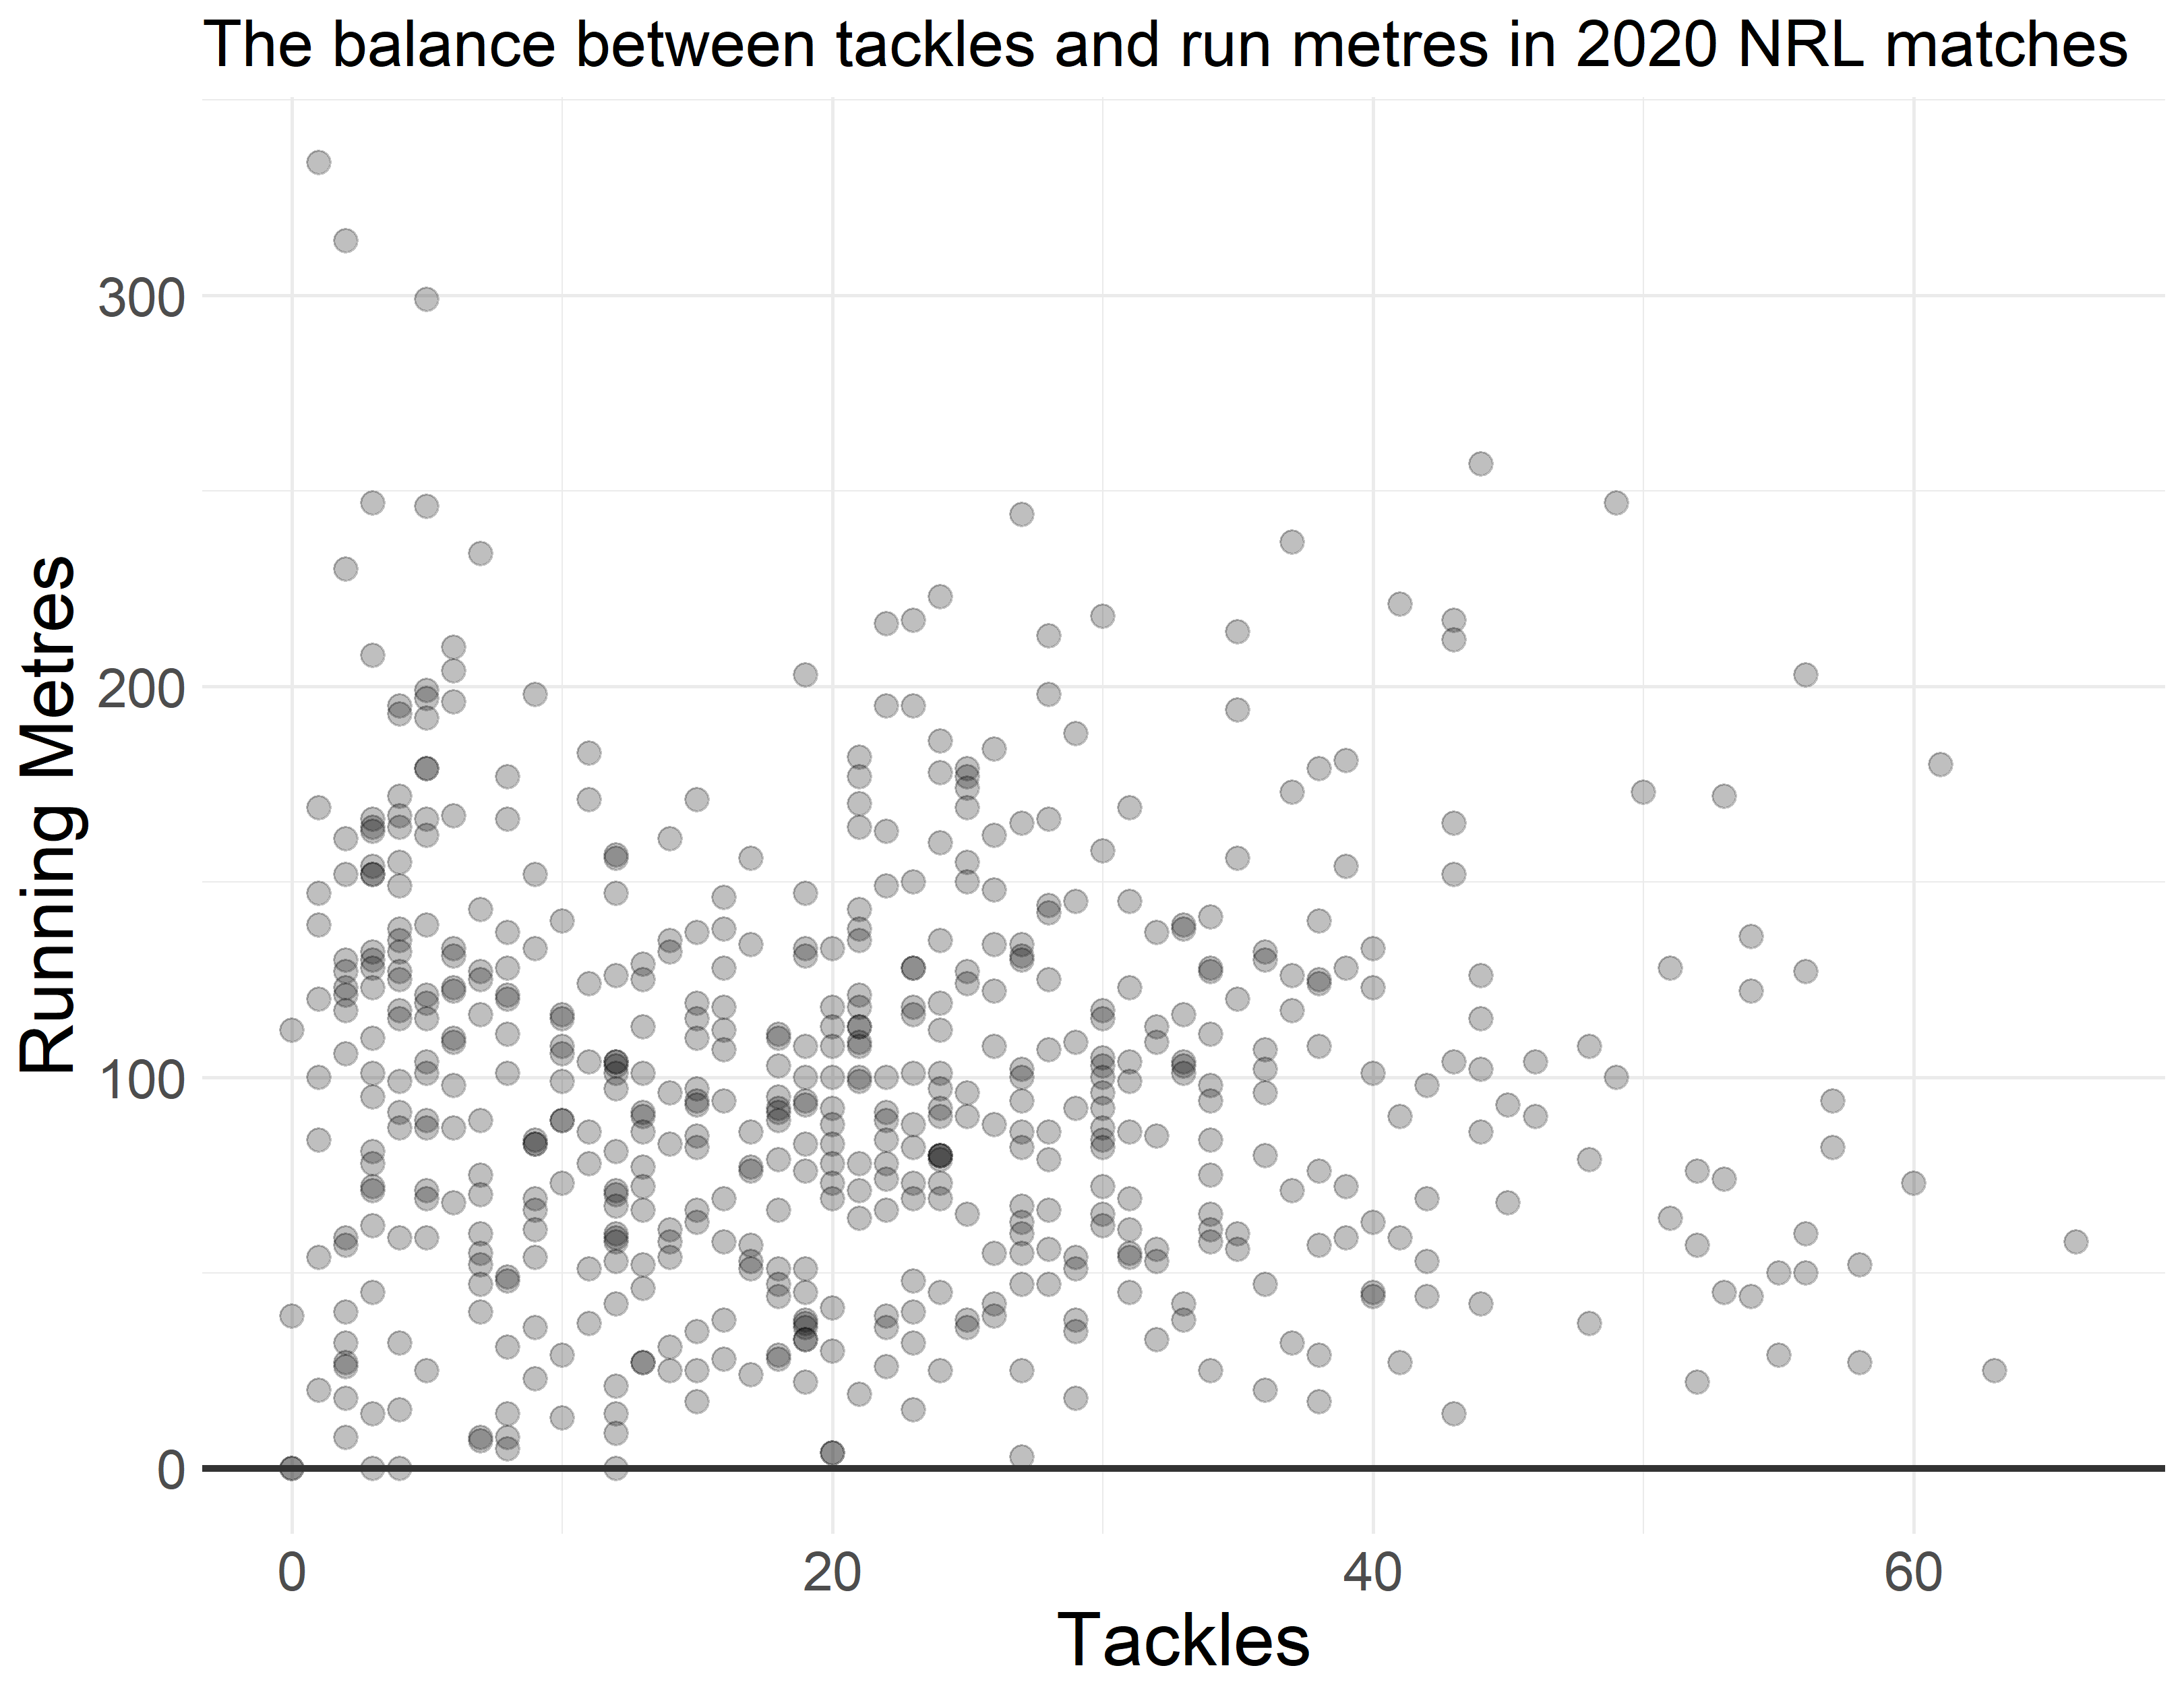 The balance between tackles and run metres in 2020 NRL matches
Running Metres
300
200
100
0
0 20 40 60
Tackles